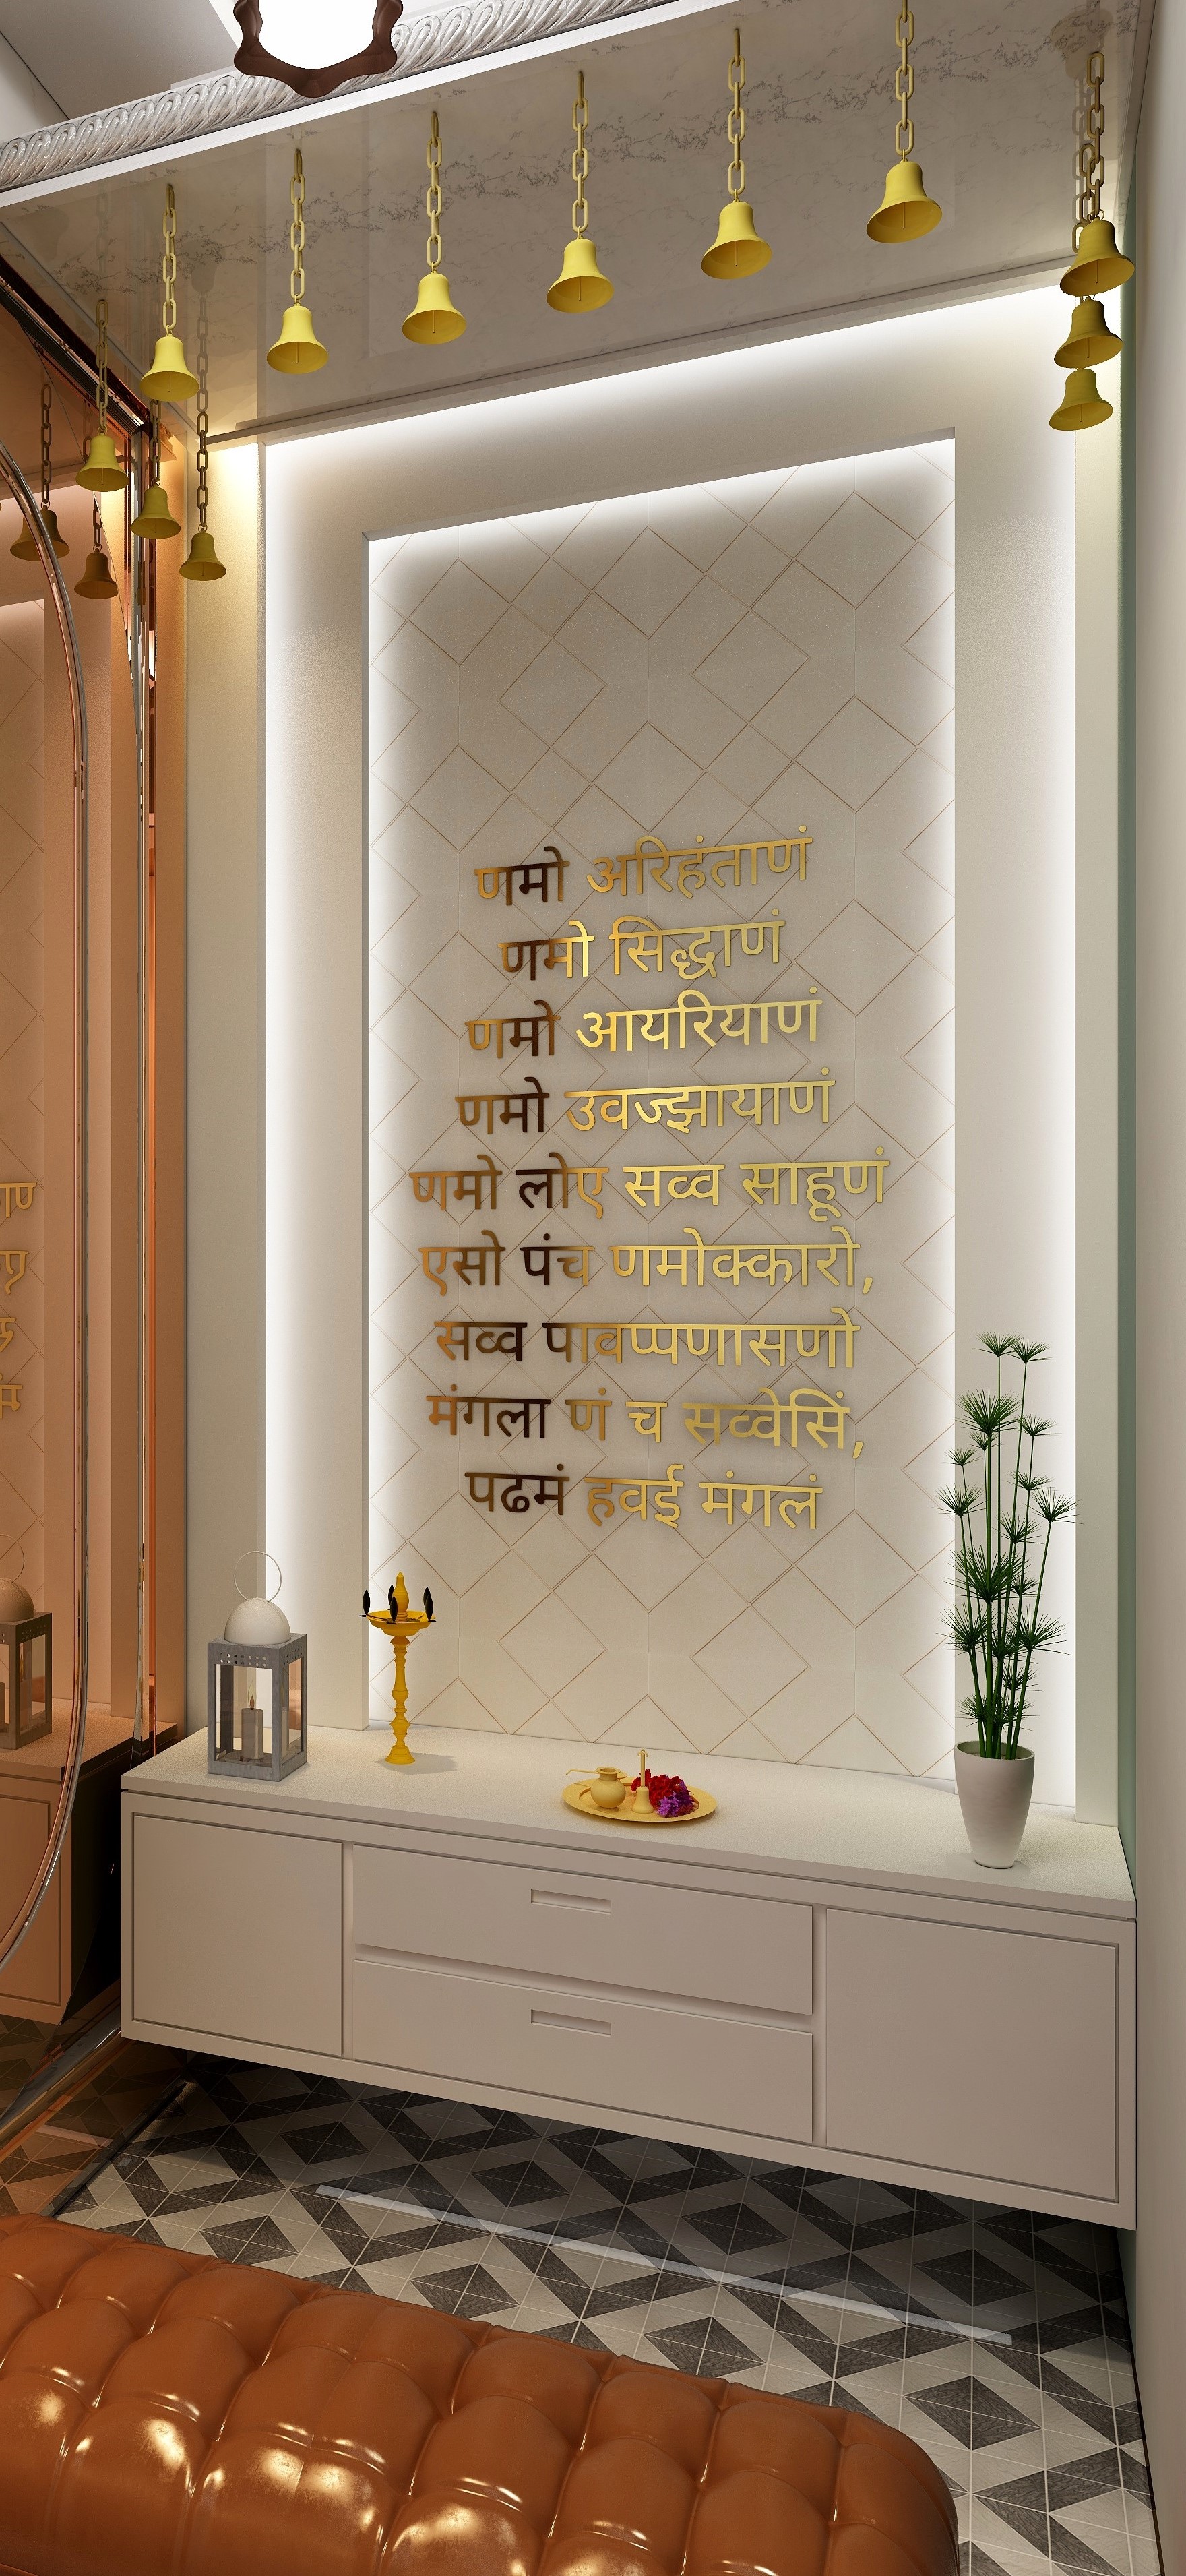 णमो अरिहंताणं
णमो सिद्धाणं
णमो आयरियाणं
णमो उवज्झायाणं
णमो लोए सव्व साहूणं
एसो पंच णमोक्कारो,
सव्व पावप्पणासणो
मंगला णं च सव्वेसिं,
पढमं हवई मंगलं